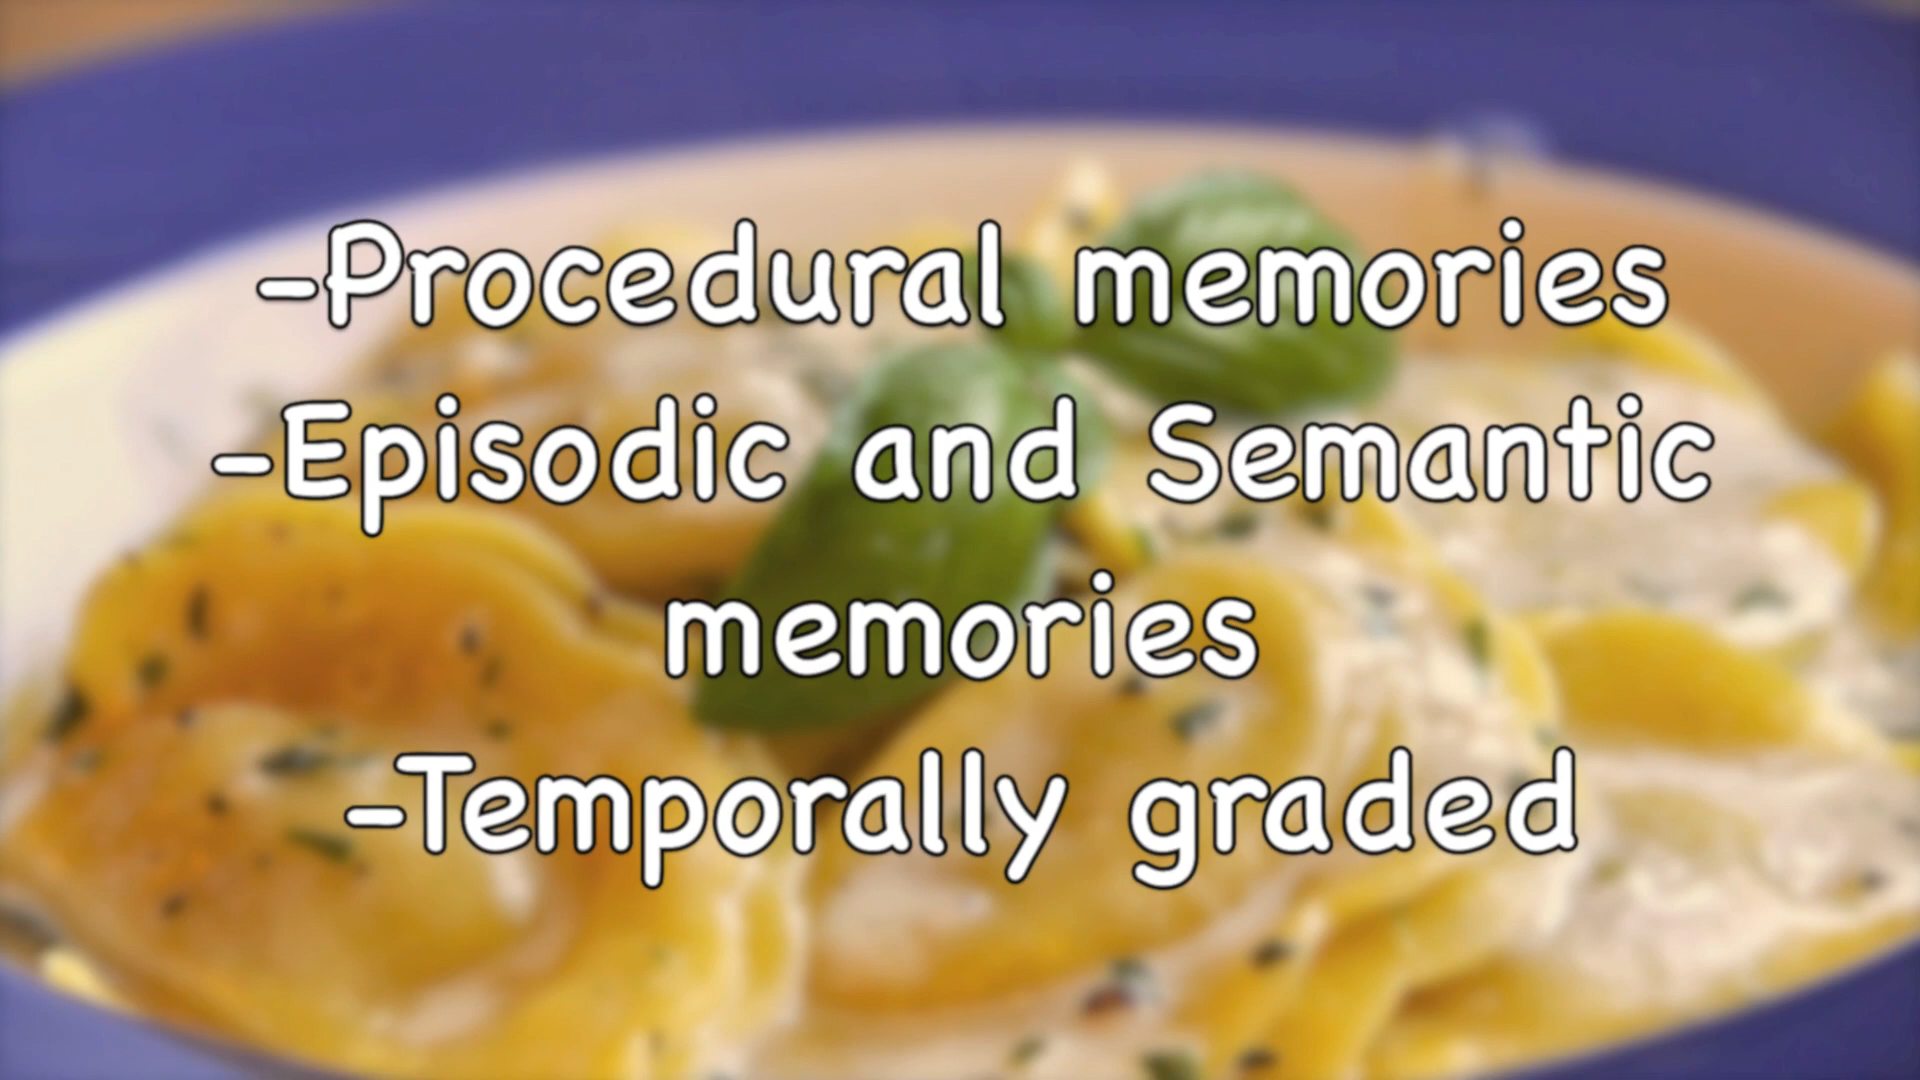 -Procedural memories
-Episodic and Semantic
memories
-Temporally graded